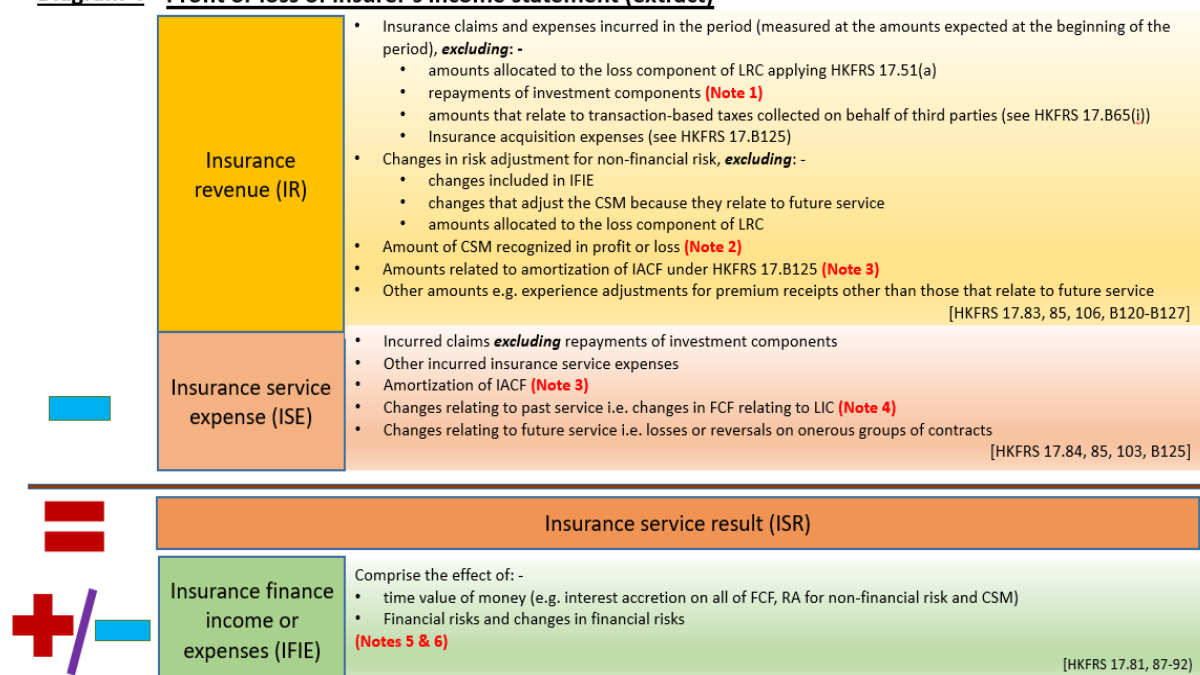 Profit or loss of insurer's income statement (extract)
• Insurance claims and expenses incurred in the period (measured at the amounts expected at the beginning of the
period), excluding: -
• amounts allocated to the loss component of LRC applying HKFRS 17.51(a)
• repayments of investment components (Note 1)
• amounts that relate to transaction-based taxes collected on behalf of third parties (see HKFRS 17.B65(i))
• Insurance acquisition expenses (see HKFRS 17.B125)
• Changes in risk adjustment for non-financial risk, excluding: -
• changes included in IFIE
• changes that adjust the CSM because they relate to future service
• amounts allocated to the loss component of LRC
• Amount of CSM recognized in profit or loss (Note 2)
• Amounts related to amortization of IACF under HKFRS 17.B125 (Note 3)
• Other amounts e.g. experience adjustments for premium receipts other than those that relate to future service
[HKFRS 17.83, 85, 106, B120-B127]
Insurance
revenue (IR)
• Incurred claims excluding repayments of investment components
• Other incurred insurance service expenses
• Amortization of IACF (Note 3)
• Changes relating to past service i.e. changes in FCF relating to LIC (Note 4)
• Changes relating to future service i.e. losses or reversals on onerous groups of contracts
[HKFRS 17.84, 85, 103, B125]
Insurance service
expense (ISE)
Insurance service result (ISR)
Insurance finance
income or
expenses (IFIE)
Comprise the effect of: -
• time value of money (e.g. interest accretion on all of FCF, RA for non-financial risk and CSM)
• Financial risks and changes in financial risks
(Notes 5 & 6)
[HKFRS 17.81, 87-92)